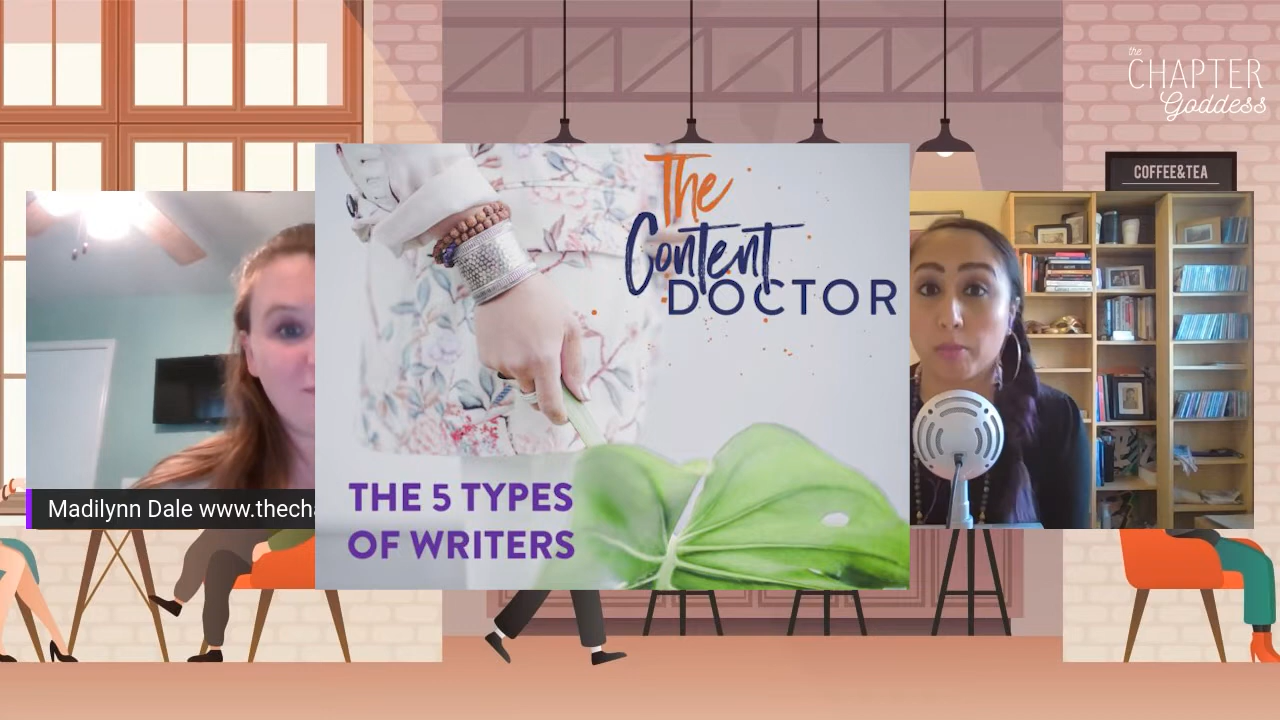 the
CHAPTER
Goddess
COFFEE&TEA
The
Content
DOCTOR
Madilynn Dale www.thech
THE 5 TYPES
OF WRITERS